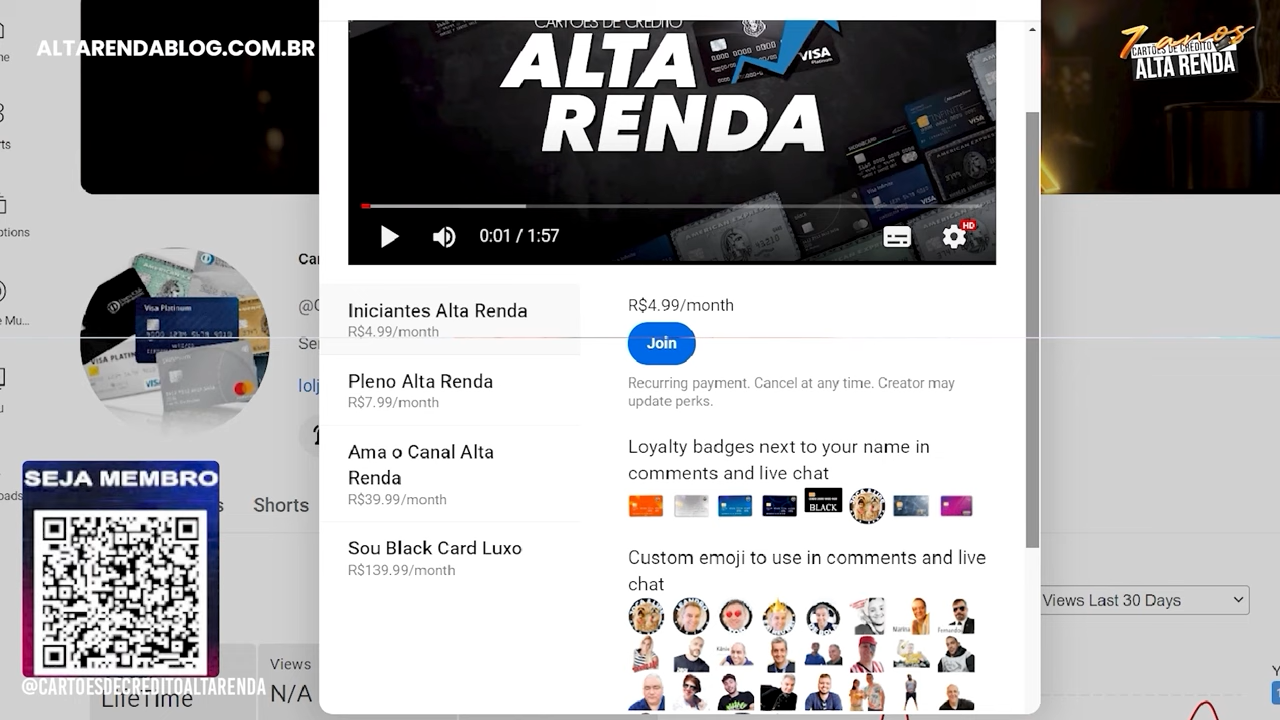 ALTARENDABLOG.COM.BR
CARTÕES DE CRÉDITO
ALTA
RENDA
VISA
Platinum
7 anos
CARTÕES DE CRÉDITO
ALTA RENDA
0:01 / 1:57
HD
Iniciantes Alta Renda
R$4.99/month
Pleno Alta Renda
R$7.99/month
Ama o Canal Alta
Renda
R$39.99/month
Sou Black Card Luxo
R$139.99/month
R$4.99/month
Join
Recurring payment. Cancel at any time. Creator may
update perks.
Loyalty badges next to your name in
comments and live chat
BLACK
Custom emoji to use in comments and live
chat
Visa Platinum
SEJA MEMBRO
Shorts
@CARTOESDECREDITOALTARENDA
LifeTime
Views
N/A
Views Last 30 Days